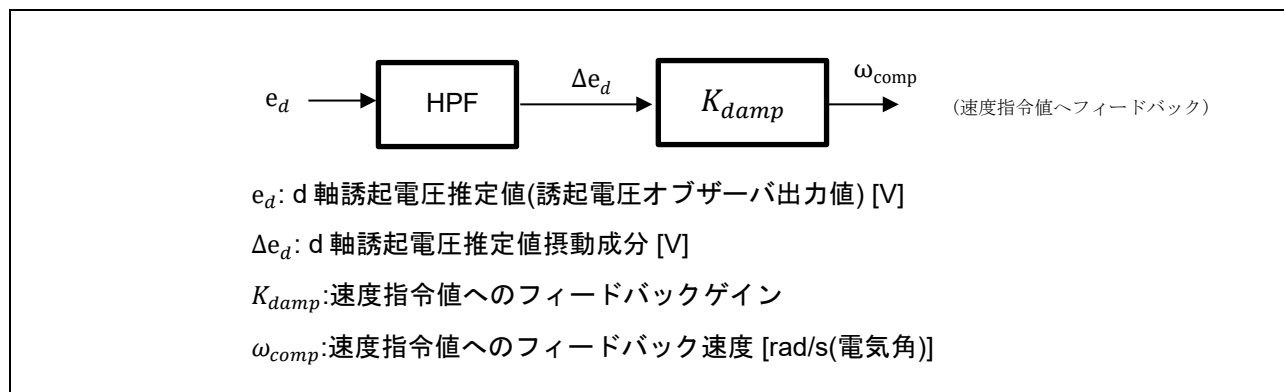 e_d HPF Δe_d K_damp ω_comp (速度指令値へフィードバック)
e_d: d 軸誘起電圧推定値(誘起電圧オブザーバ出力値) [V]
Δe_d: d 軸誘起電圧推定値摂動成分 [V]
K_damp:速度指令値へのフィードバックゲイン
ω_comp:速度指令値へのフィードバック速度 [rad/s(電気角)]